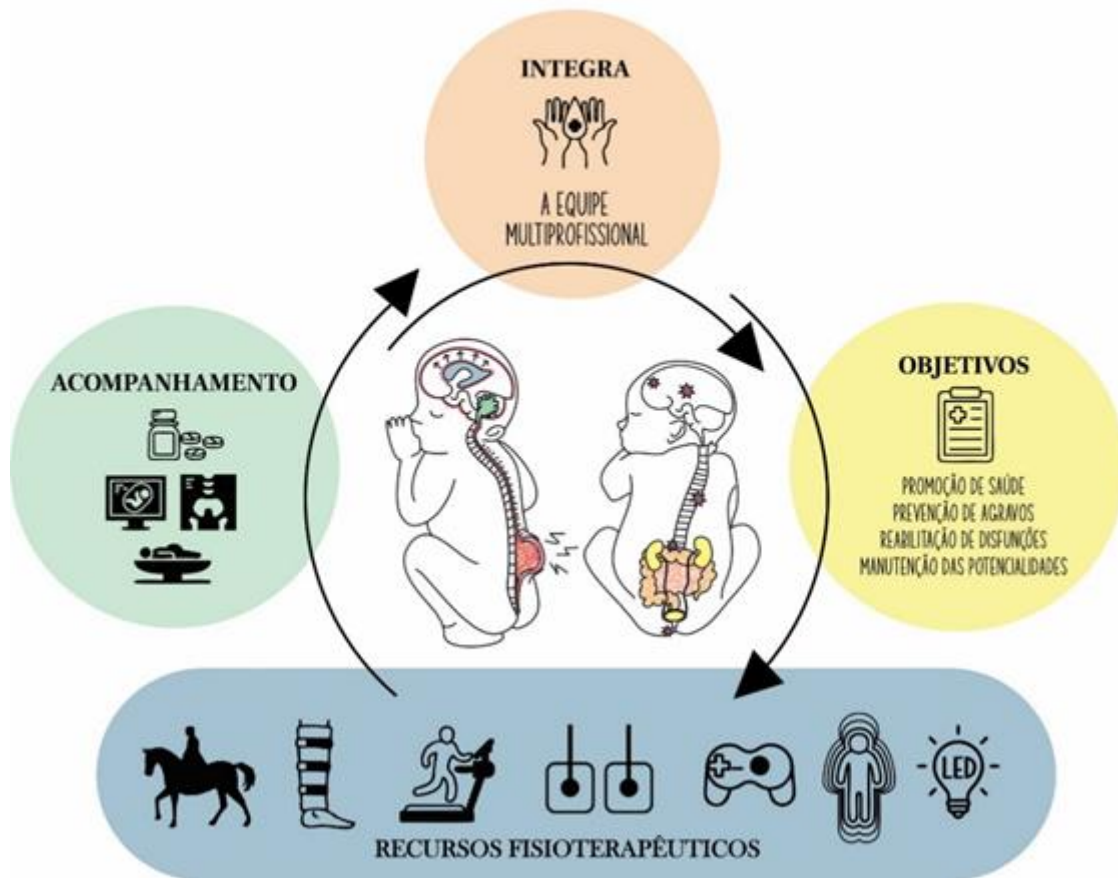 INTEGRA
A EQUIPE
MULTIPROFISSIONAL
ACOMPANHAMENTO
OBJETIVOS
PROMOÇÃO DE SAÚDE
PREVENÇÃO DE AGRAVOS
REABILITAÇÃO DE DISFUNÇÕES
MANUTENÇÃO DAS POTENCIALIDADES
LED
RECURSOS FISIOTERAPÊUTICOS